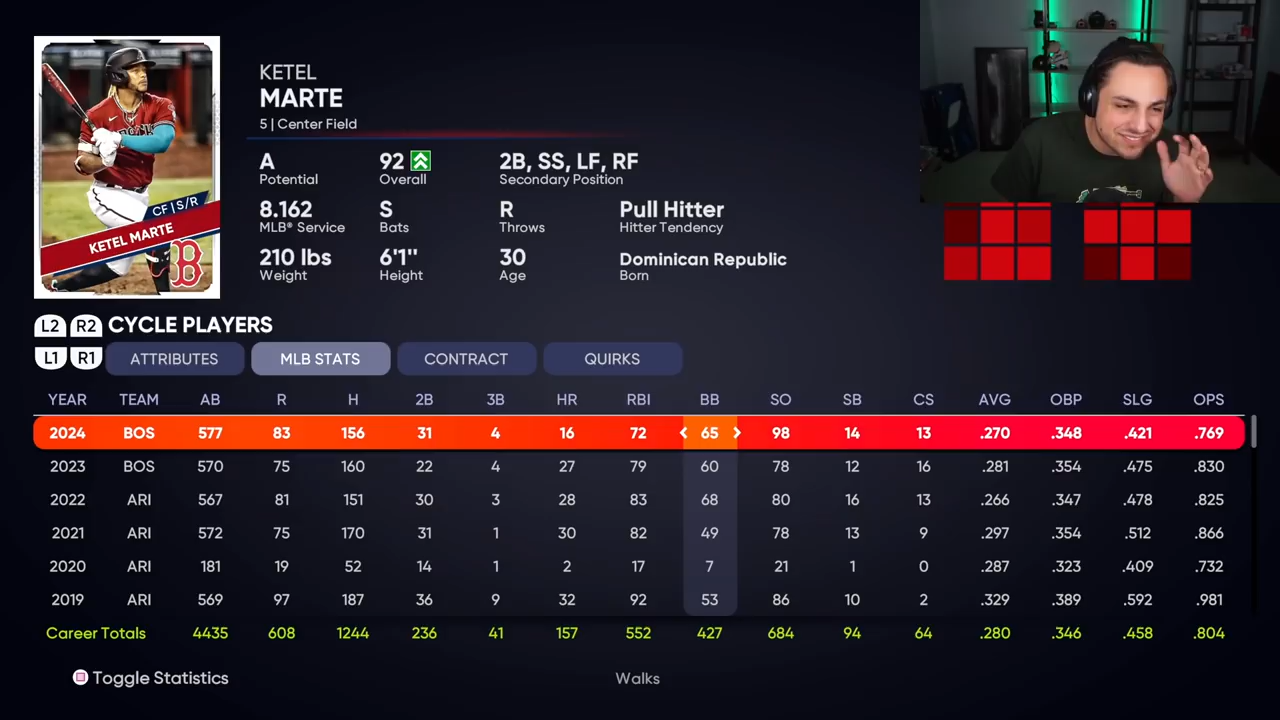 KETEL
MARTE
5 | Center Field
A
Potential
92
Overall
2B, SS, LF, RF
Secondary Position
8.162
MLB® Service
S
Bats
R
Throws
Pull Hitter
Hitter Tendency
210 lbs
Weight
6'1"
Height
30
Age
Dominican Republic
Born
CF | S/R
KETEL MARTE
B
L2 R2 CYCLE PLAYERS
L1 R1 ATTRIBUTES MLB STATS CONTRACT QUIRKS
YEAR TEAM AB R H 2B 3B HR RBI BB SO SB CS AVG OBP SLG OPS
2024 BOS 577 83 156 31 4 16 72 65 98 14 13 .270 .348 .421 .769
2023 BOS 570 75 160 22 4 27 79 60 78 12 16 .281 .354 .475 .830
2022 ARI 567 81 151 30 3 28 83 68 80 16 13 .266 .347 .478 .825
2021 ARI 572 75 170 31 1 30 82 49 78 13 9 .297 .354 .512 .866
2020 ARI 181 19 52 14 1 2 17 7 21 1 0 .287 .323 .409 .732
2019 ARI 569 97 187 36 9 32 92 53 86 10 2 .329 .389 .592 .981
Career Totals 4435 608 1244 236 41 157 552 427 684 94 64 .280 .346 .458 .804
Toggle Statistics
Walks